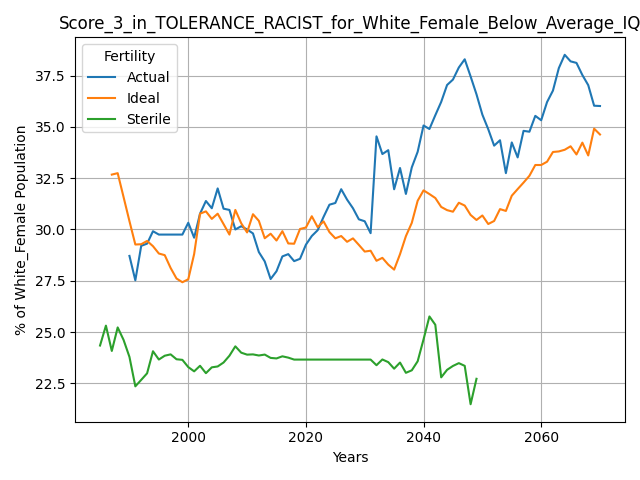 Score_3_in_TOLERANCE_RACIST_for_White_Female_Below_Average_IQ
Fertility
Actual
Ideal
Sterile
% of White_Female Population
37.5
35.0
32.5
30.0
27.5
25.0
22.5
2000
2020
2040
2060
Years